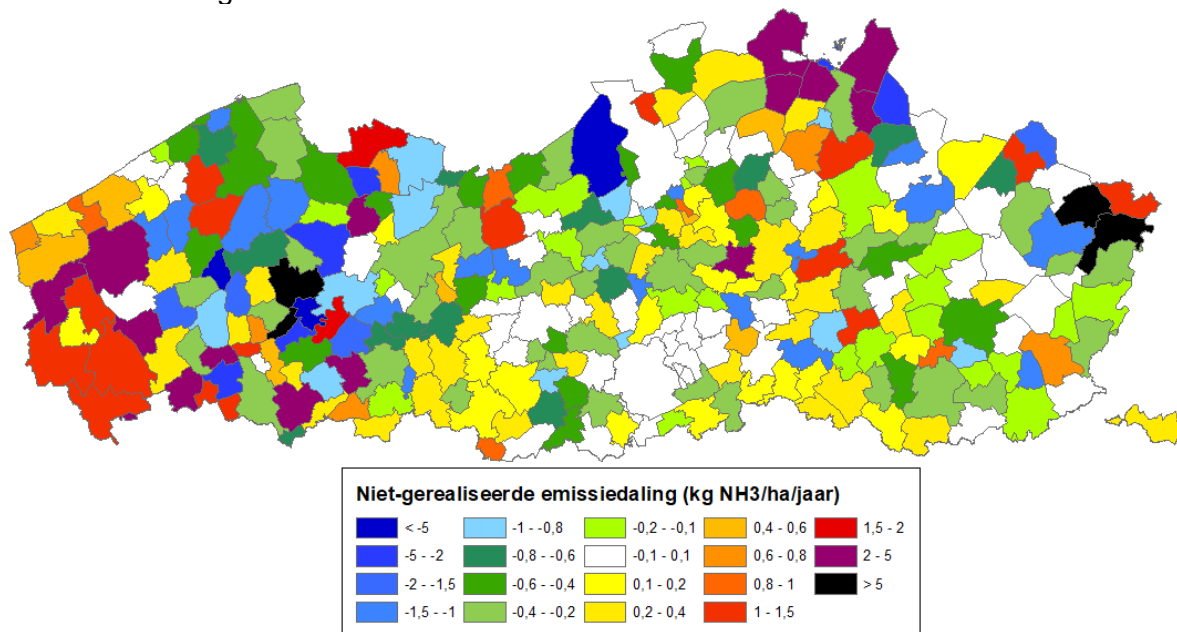 Niet-gerealiseerde emissiedaling (kg NH3/ha/jaar)
< -5 -1 - -0,8 -0,2 - -0,1 0,4 - 0,6 1,5 - 2
-5 - -2 -0,8 - -0,6 -0,1 - 0,1 0,6 - 0,8 2 - 5
-2 - -1,5 -0,6 - -0,4 0,1 - 0,2 0,8 - 1 > 5
-1,5 - -1 -0,4 - -0,2 0,2 - 0,4 1 - 1,5